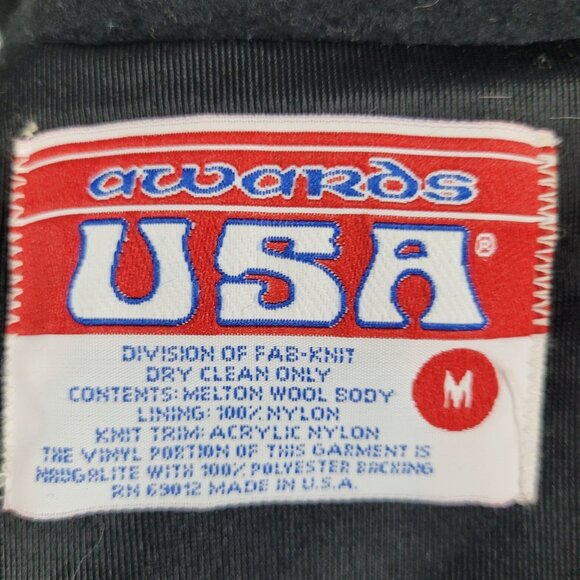 awards
USA®
DIVISION OF FAB-KNIT
DRY CLEAN ONLY
CONTENTS: MELTON WOOL BODY
LINING: 100% NYLON
KNIT TRIM: ACRYLIC NYLON
THE VINYL PORTION OF THIS GARMENT IS
NAUGALITE WITH 100% POLYESTER BACKING
RN 69012 MADE IN U.S.A.
M